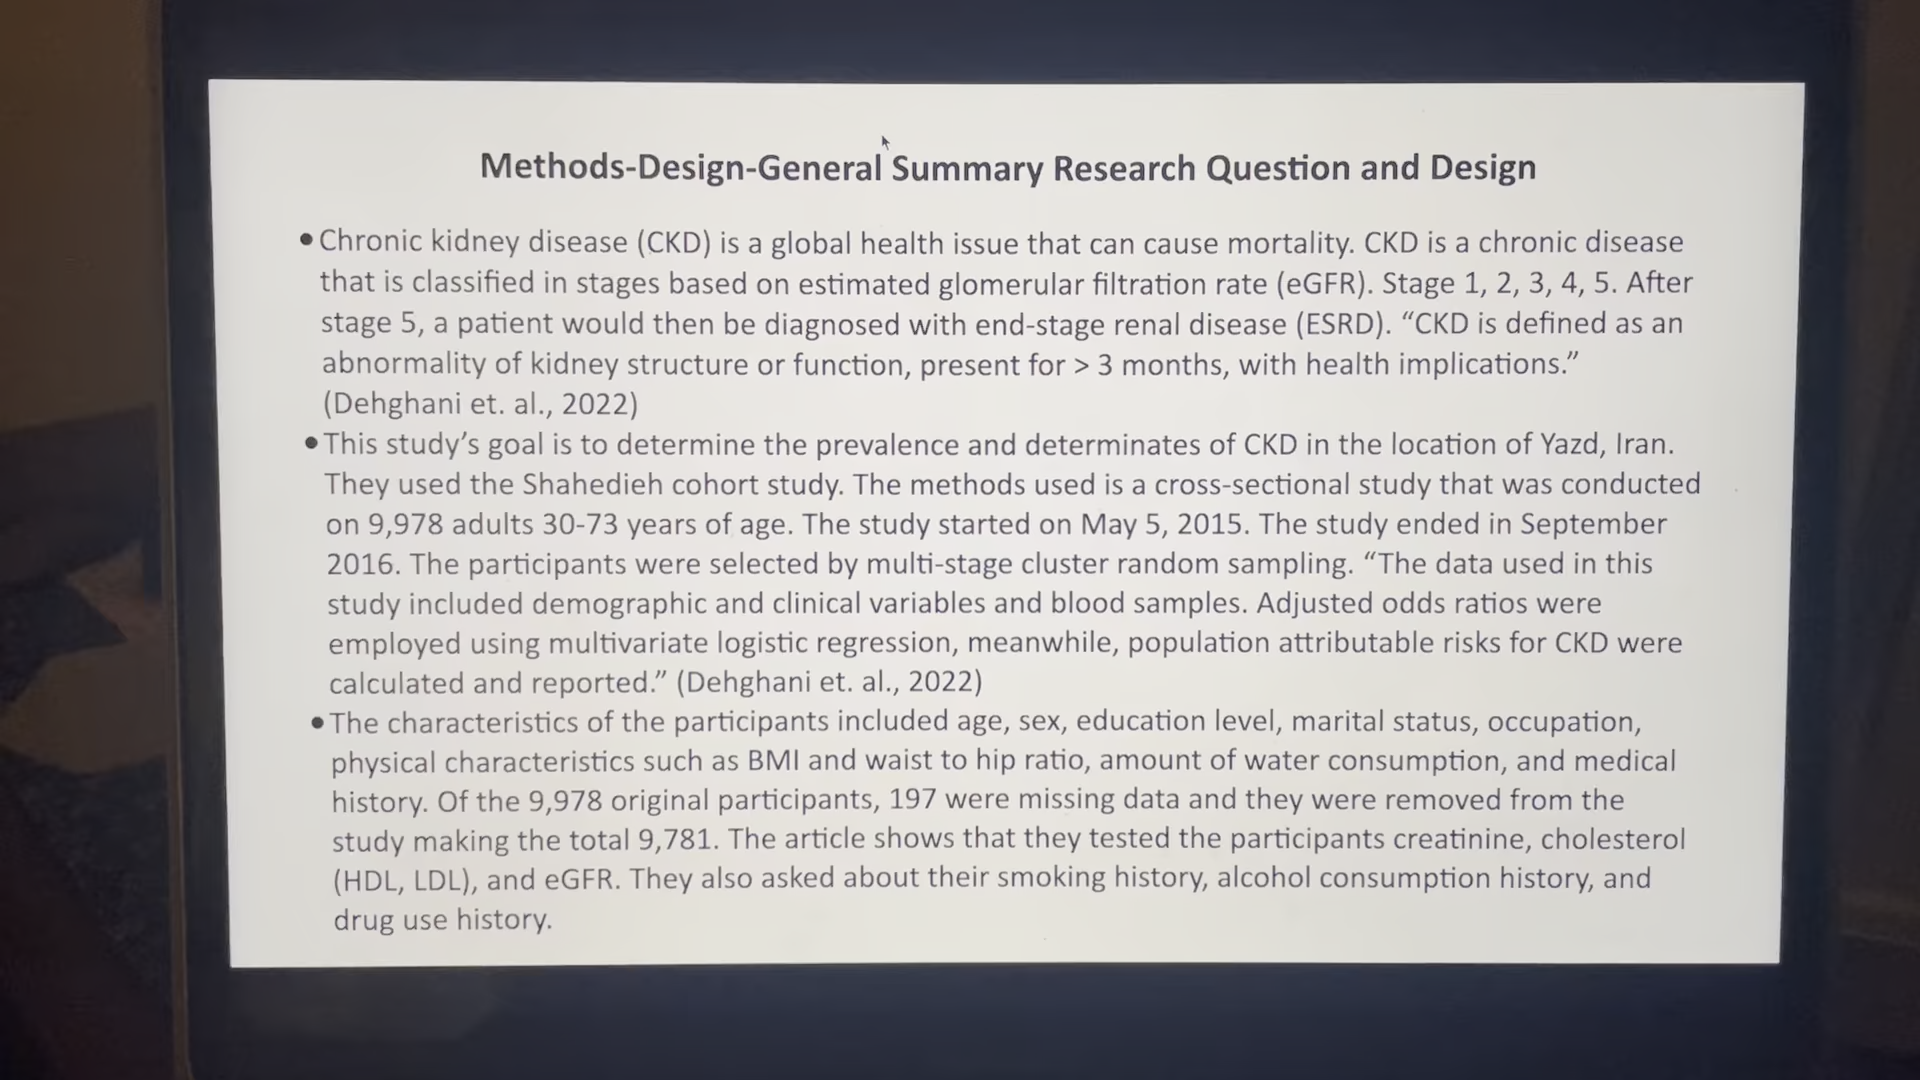 Methods-Design-General Summary Research Question and Design
•Chronic kidney disease (CKD) is a global health issue that can cause mortality. CKD is a chronic disease
that is classified in stages based on estimated glomerular filtration rate (eGFR). Stage 1, 2, 3, 4, 5. After
stage 5, a patient would then be diagnosed with end-stage renal disease (ESRD). “CKD is defined as an
abnormality of kidney structure or function, present for > 3 months, with health implications.”
(Dehghani et. al., 2022)
•This study’s goal is to determine the prevalence and determinates of CKD in the location of Yazd, Iran.
They used the Shahedieh cohort study. The methods used is a cross-sectional study that was conducted
on 9,978 adults 30-73 years of age. The study started on May 5, 2015. The study ended in September
2016. The participants were selected by multi-stage cluster random sampling. “The data used in this
study included demographic and clinical variables and blood samples. Adjusted odds ratios were
employed using multivariate logistic regression, meanwhile, population attributable risks for CKD were
calculated and reported.” (Dehghani et. al., 2022)
•The characteristics of the participants included age, sex, education level, marital status, occupation,
physical characteristics such as BMI and waist to hip ratio, amount of water consumption, and medical
history. Of the 9,978 original participants, 197 were missing data and they were removed from the
study making the total 9,781. The article shows that they tested the participants creatinine, cholesterol
(HDL, LDL), and eGFR. They also asked about their smoking history, alcohol consumption history, and
drug use history.